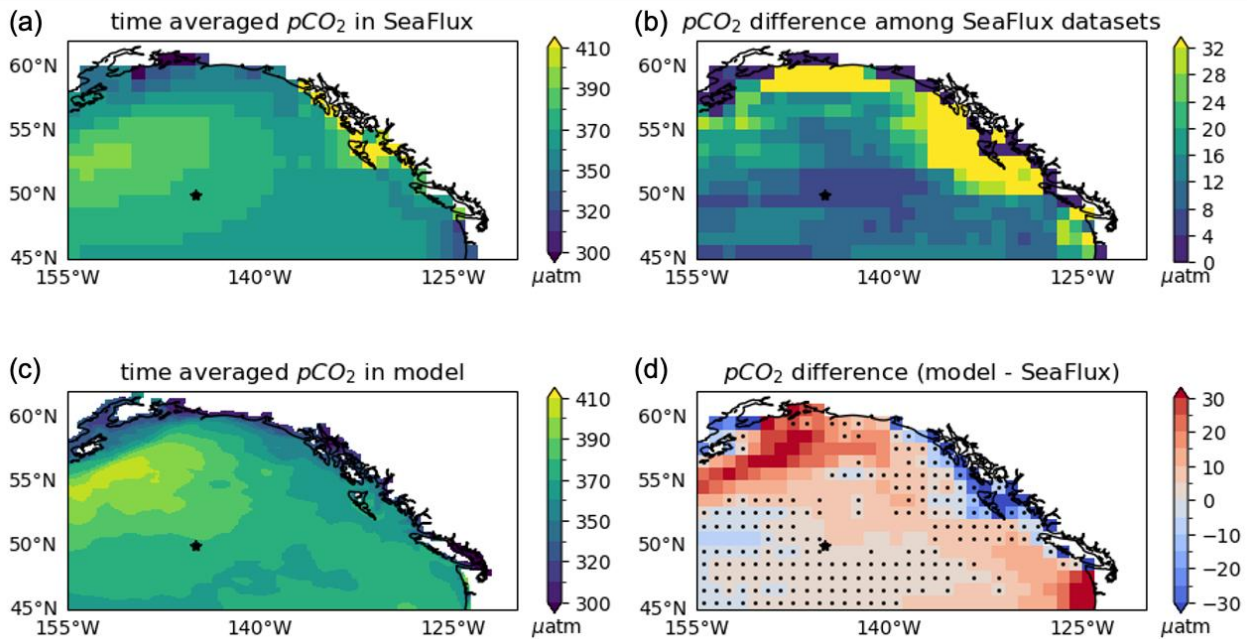 (a)
time averaged pCO₂ in SeaFlux
60°N
55°N
50°N
45°N
155°W 140°W 125°W
410
390
370
350
320
300
μatm
(b)
pCO₂ difference among SeaFlux datasets
60°N
55°N
50°N
45°N
155°W 140°W 125°W
32
28
24
20
16
12
8
4
0
μatm
(c)
time averaged pCO₂ in model
60°N
55°N
50°N
45°N
155°W 140°W 125°W
410
390
370
350
320
300
μatm
(d)
pCO₂ difference (model - SeaFlux)
60°N
55°N
50°N
45°N
155°W 140°W 125°W
30
20
10
0
−10
−20
−30
μatm